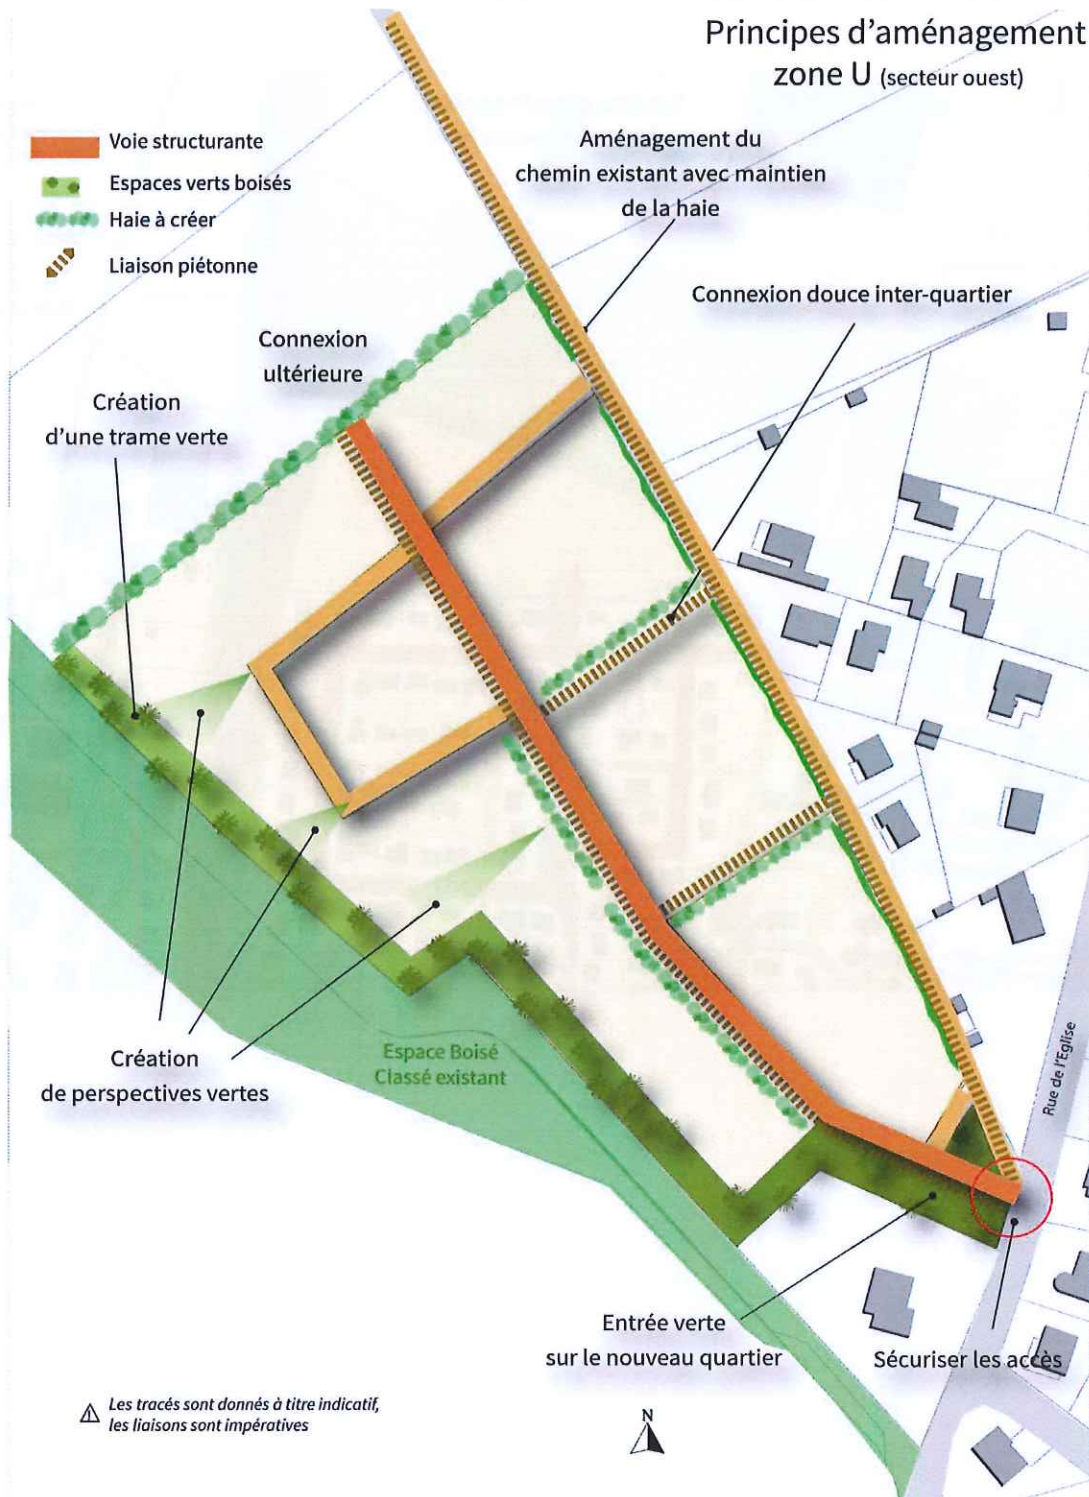 Principes d'aménagement
zone U (secteur ouest)
Voie structurante
Espaces verts boisés
Haie à créer
Liaison piétonne
Aménagement du
chemin existant avec maintien
de la haie
Connexion douce inter-quartier
Connexion
ultérieure
Création
d'une trame verte
Création
de perspectives vertes
Espace Boisé
Classé existant
Rue de l'Eglise
Entrée verte
sur le nouveau quartier
Sécuriser les accès
Les tracés sont donnés à titre indicatif,
les liaisons sont impératives
N